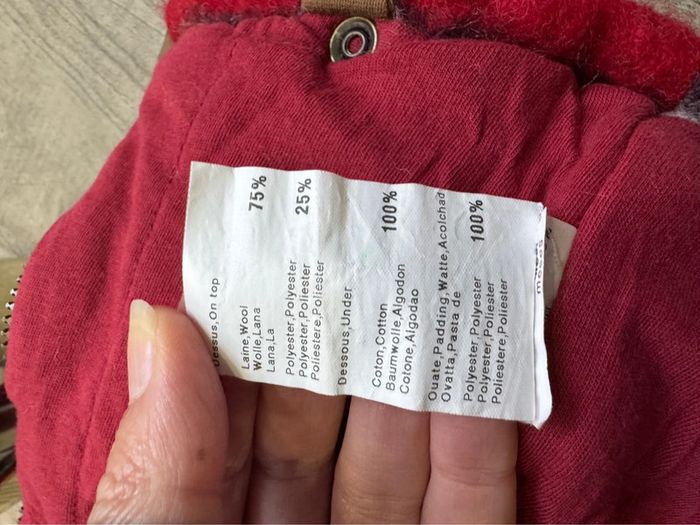 Dessus,On top
Laine,Wool 75%
Wolle,Lana
Lana,La
Polyester,Polyester 25%
Polyester,Poliester
Poliestere,Poliester
Dessous,Under
Coton,Cotton 100%
Baumwolle,Algodon
Cotone,Algodao
Ouate,Padding,Watte,Acolchad
Ovatta,Pasta de
Polyester,Polyester 100%
Polyester,Poliester
Poliestere,Poliester